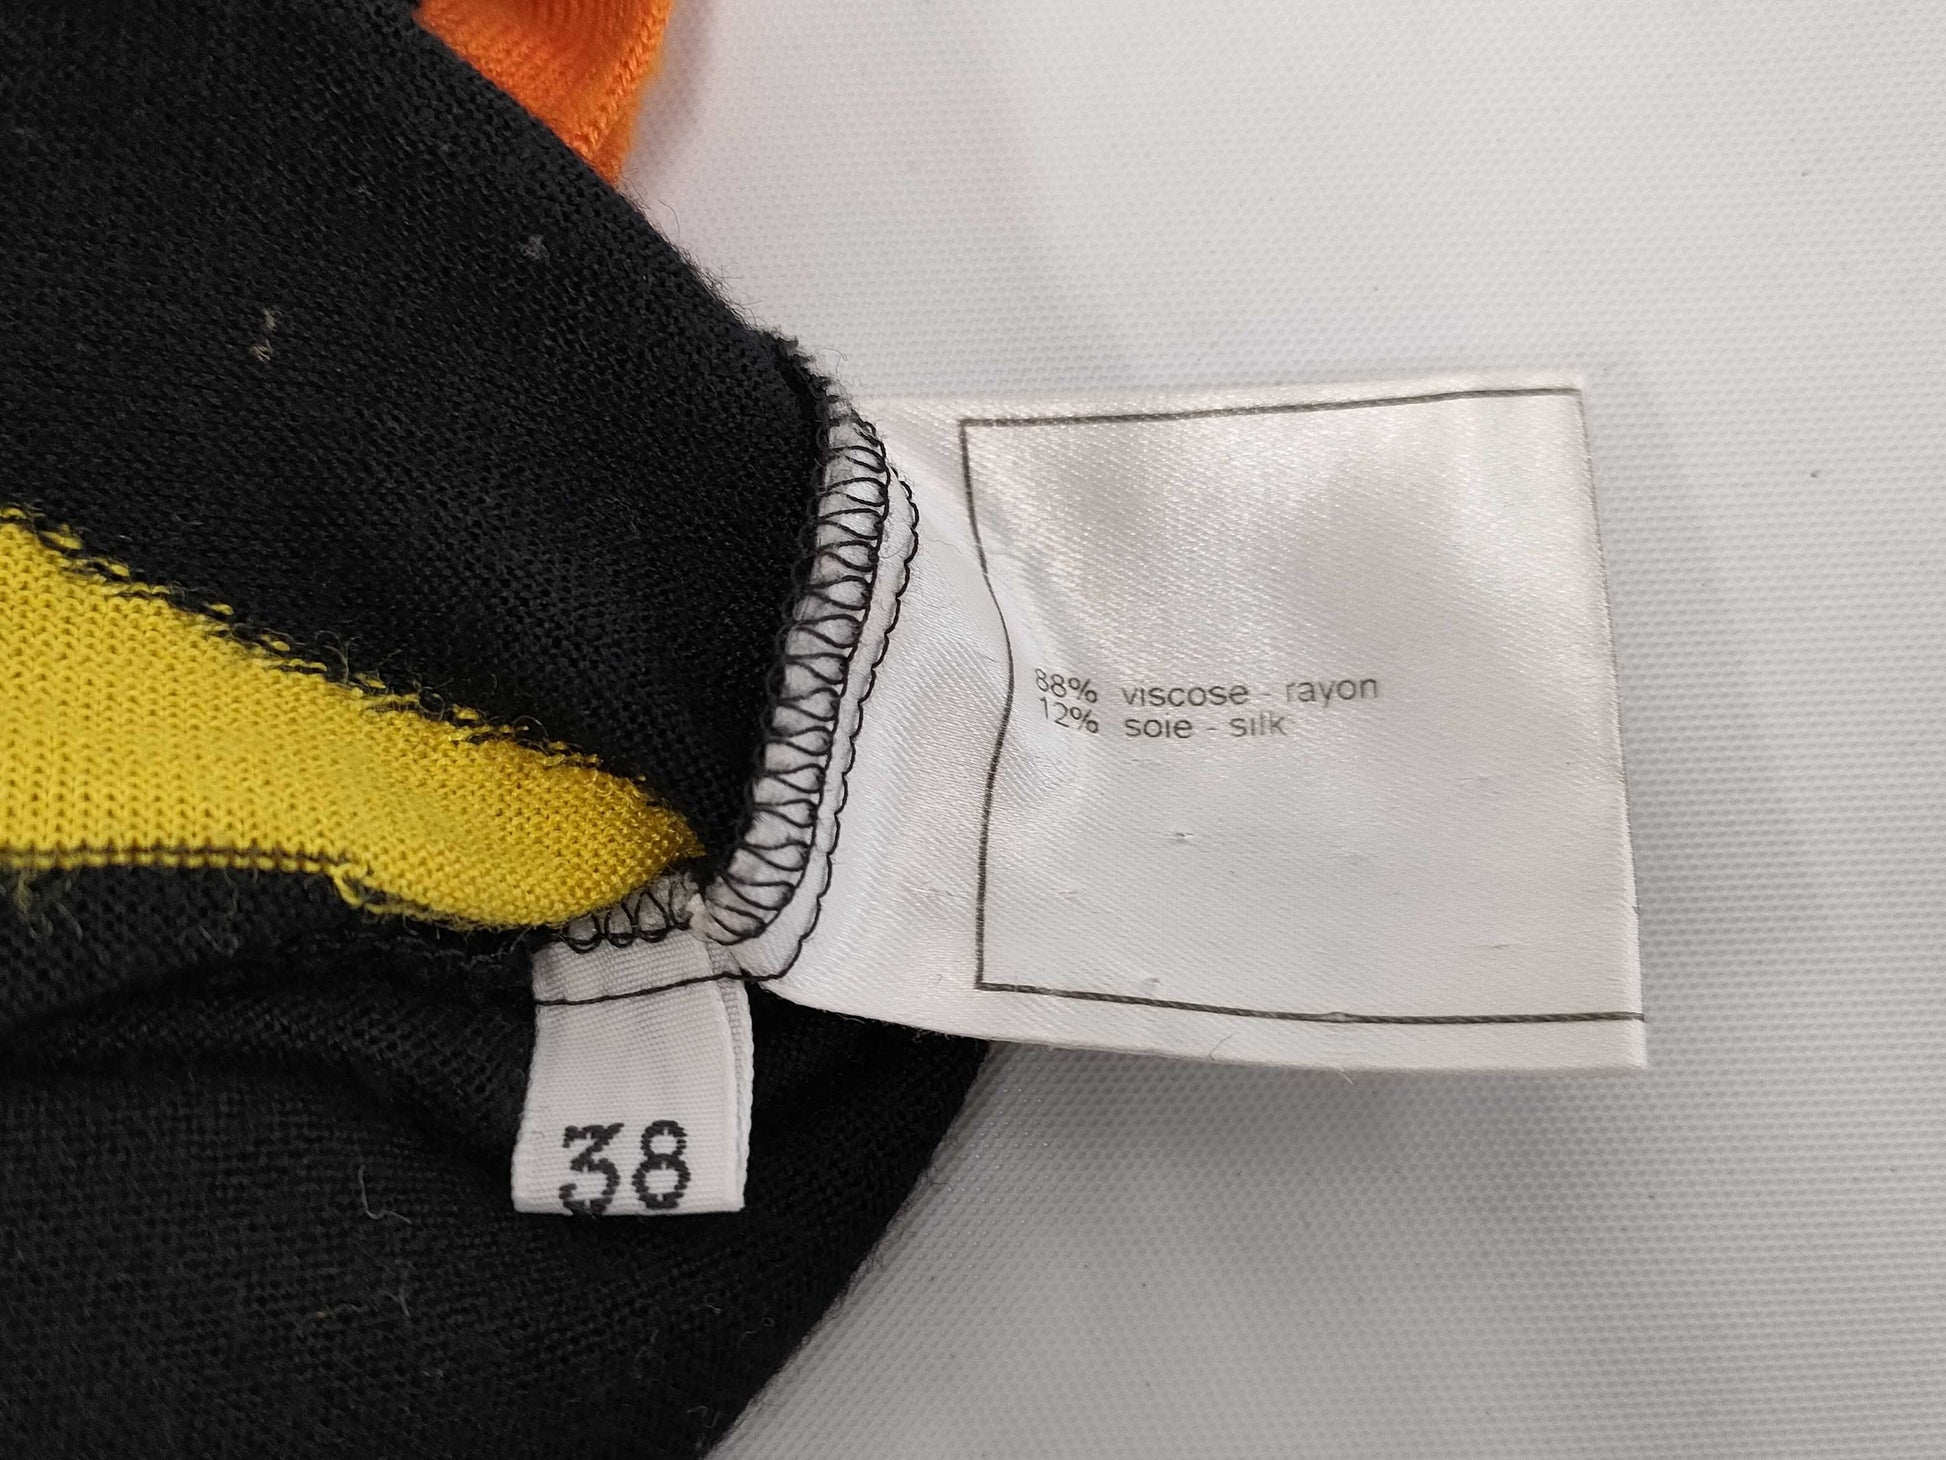 88% viscose - rayon
12% soie - silk
38